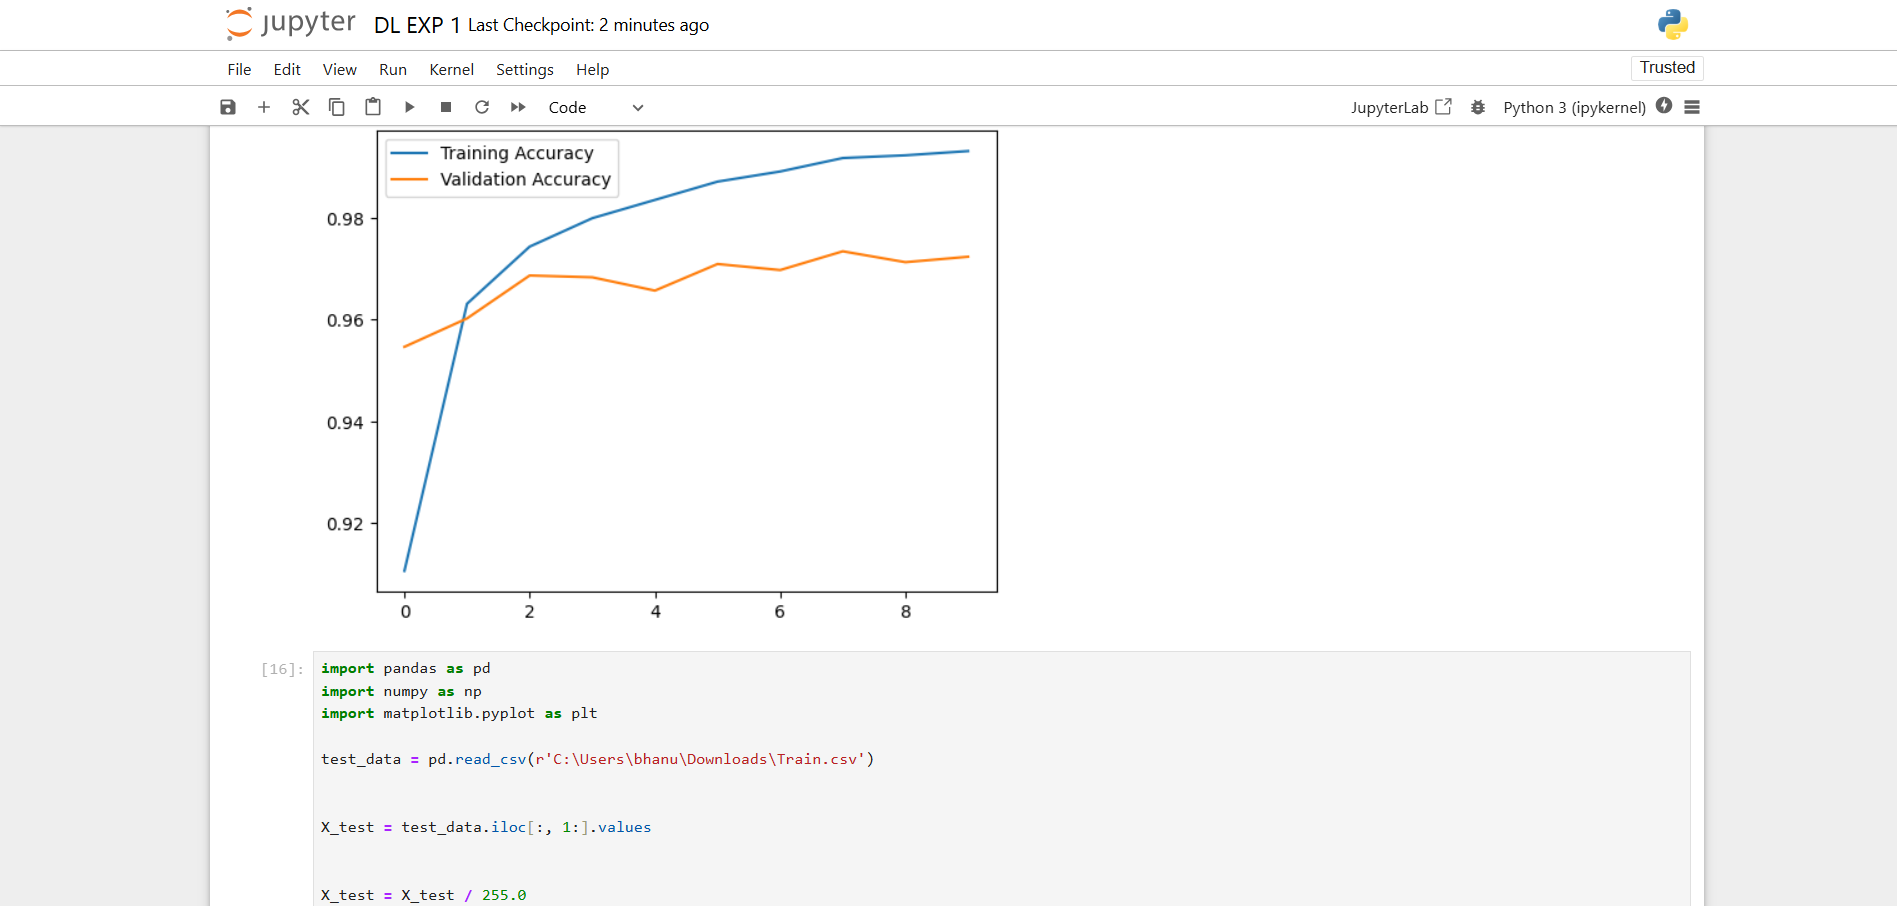 jupyter DL EXP 1 Last Checkpoint: 2 minutes ago
File Edit View Run Kernel Settings Help Trusted
Code JupyterLab Python 3 (ipykernel)
Training Accuracy
Validation Accuracy
0.98
0.96
0.94
0.92
0 2 4 6 8
[16]: import pandas as pd
import numpy as np
import matplotlib.pyplot as plt
test_data = pd.read_csv(r'C:\Users\bhanu\Downloads\Train.csv')
X_test = test_data.iloc[:, 1:].values
X_test = X_test / 255.0